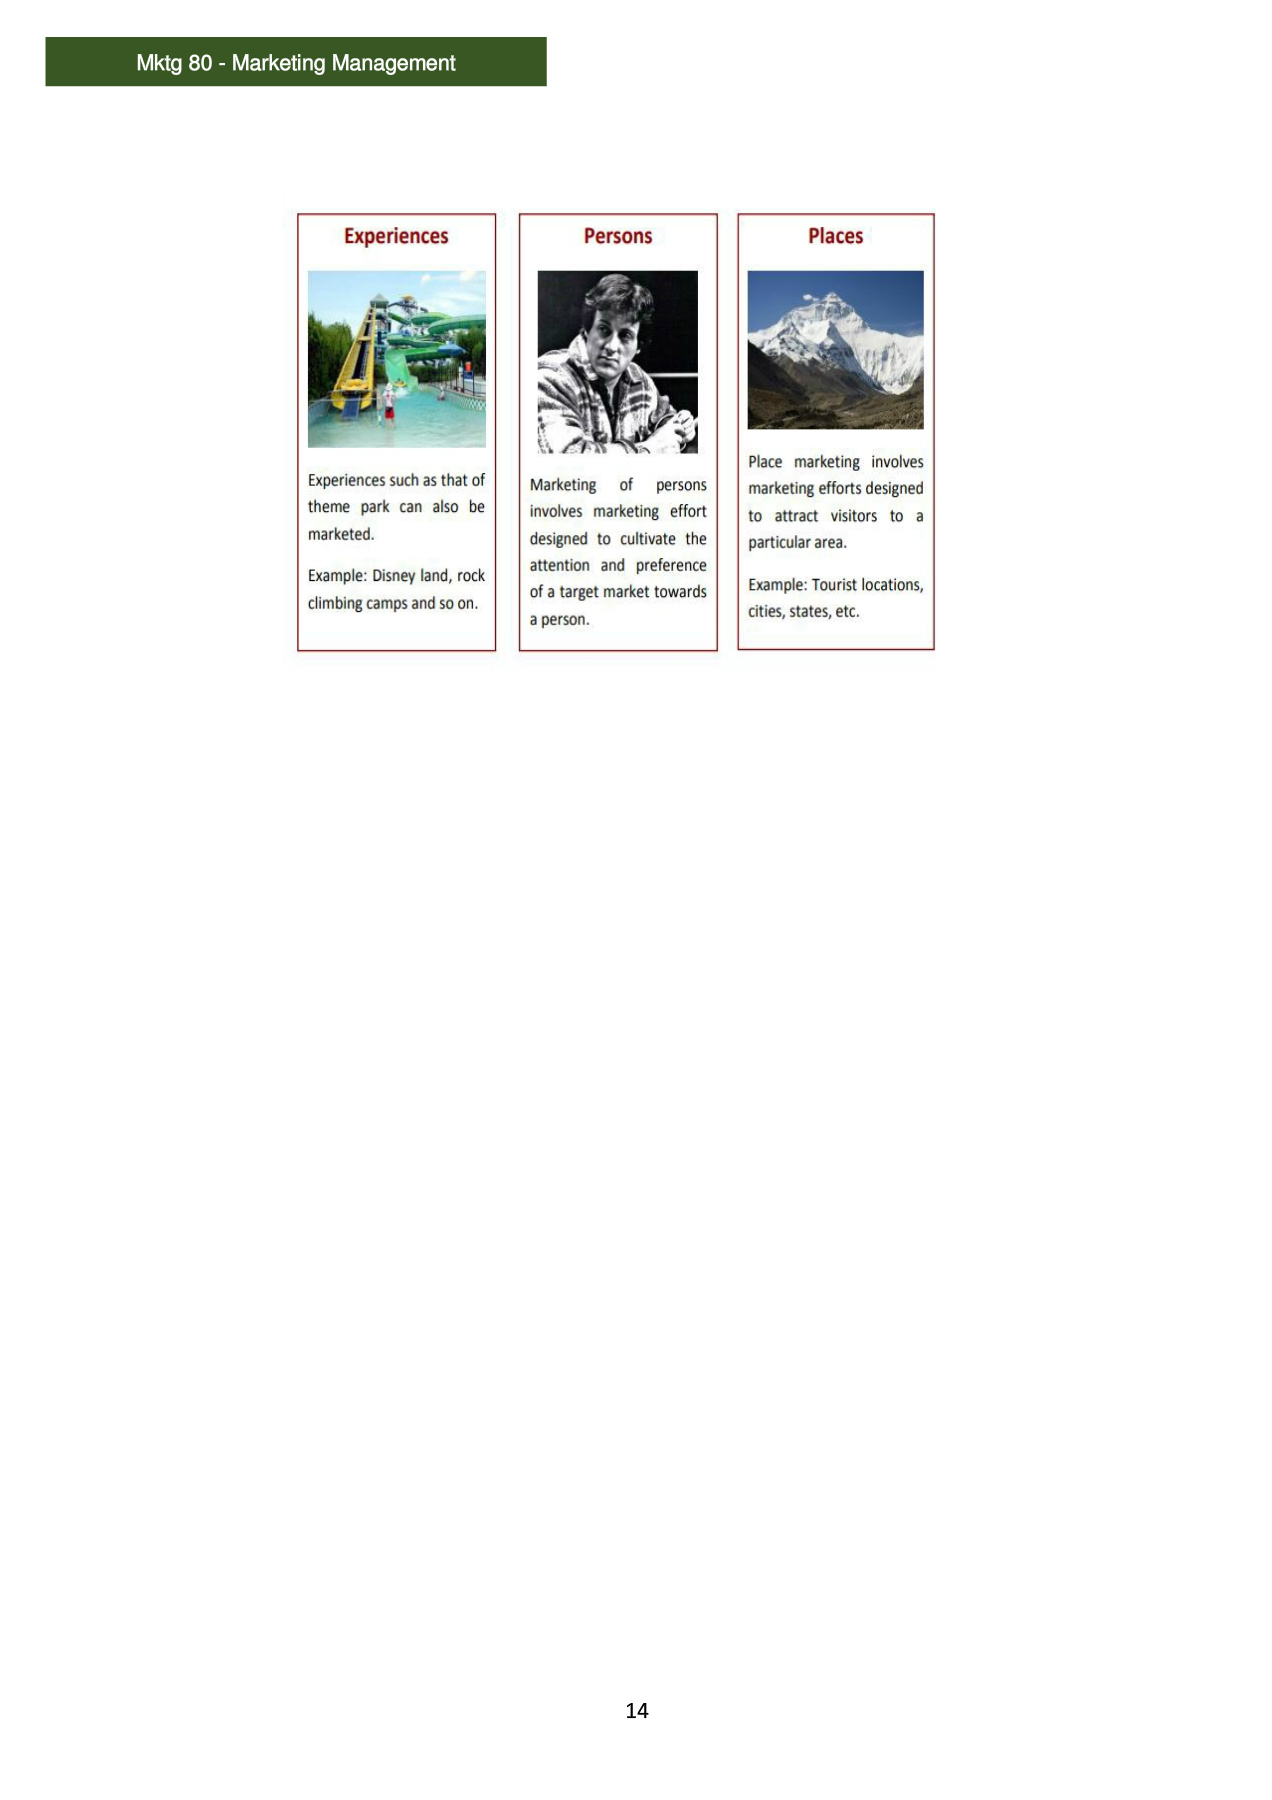 Mktg 80 - Marketing Management
Experiences
Experiences such as that of
theme park can also be
marketed.
Example: Disney land, rock
climbing camps and so on.
Persons
Marketing of persons
involves marketing effort
designed to cultivate the
attention and preference
of a target market towards
a person.
Places
Place marketing involves
marketing efforts designed
to attract visitors to a
particular area.
Example: Tourist locations,
cities, states, etc.
14